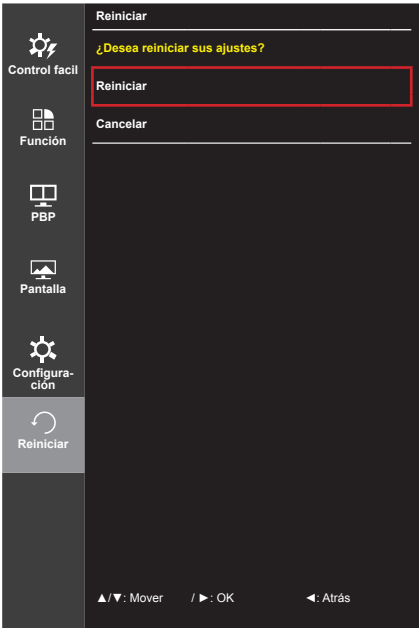 Reiniciar
¿Desea reiniciar sus ajustes?
Reiniciar
Cancelar
Control facil
Función
PBP
Pantalla
Configura-
ción
Reiniciar
▲/▼: Mover / ►: OK ◄: Atrás